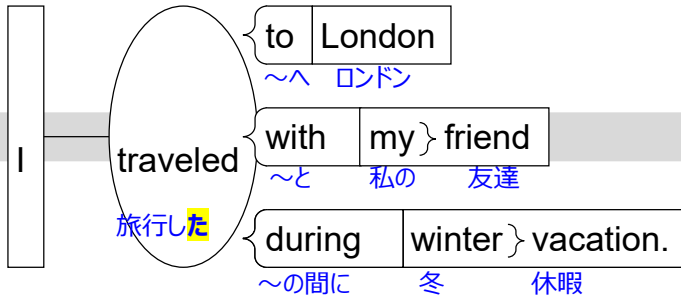 to London
～へ ロンドン
I traveled with my friend
～と 私の 友達
旅行した
during winter vacation.
～の間に 冬 休暇